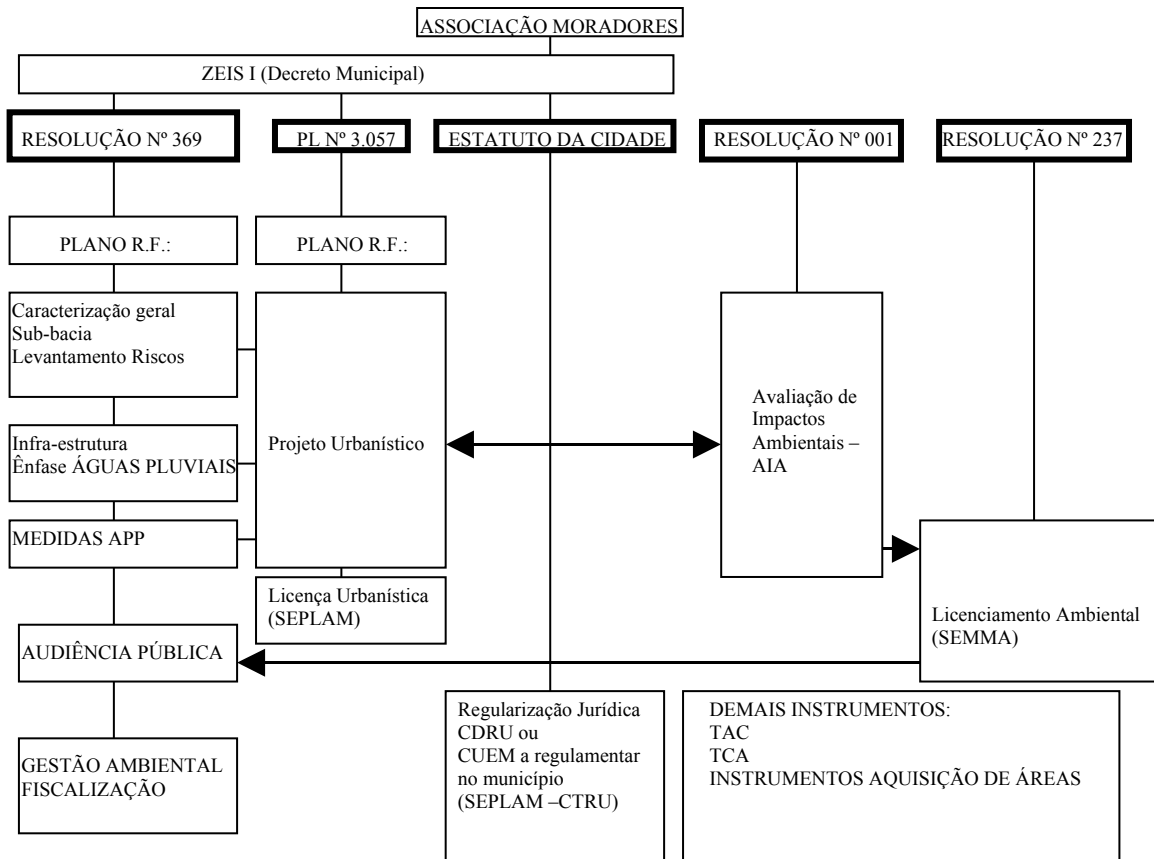 ASSOCIAÇÃO MORADORES
ZEIS I (Decreto Municipal)
RESOLUÇÃO Nº 369
PL Nº 3.057
ESTATUTO DA CIDADE
RESOLUÇÃO Nº 001
RESOLUÇÃO Nº 237
PLANO R.F.:
PLANO R.F.:
Caracterização geral
Sub-bacia
Levantamento Riscos
Infra-estrutura
Ênfase ÁGUAS PLUVIAIS
MEDIDAS APP
Projeto Urbanístico
Avaliação de
Impactos
Ambientais –
AIA
Licença Urbanística
(SEPLAM)
Licenciamento Ambiental
(SEMMA)
AUDIÊNCIA PÚBLICA
GESTÃO AMBIENTAL
FISCALIZAÇÃO
Regularização Jurídica
CDRU ou
CUEM a regulamentar
no município
(SEPLAM –CTRU)
DEMAIS INSTRUMENTOS:
TAC
TCA
INSTRUMENTOS AQUISIÇÃO DE ÁREAS